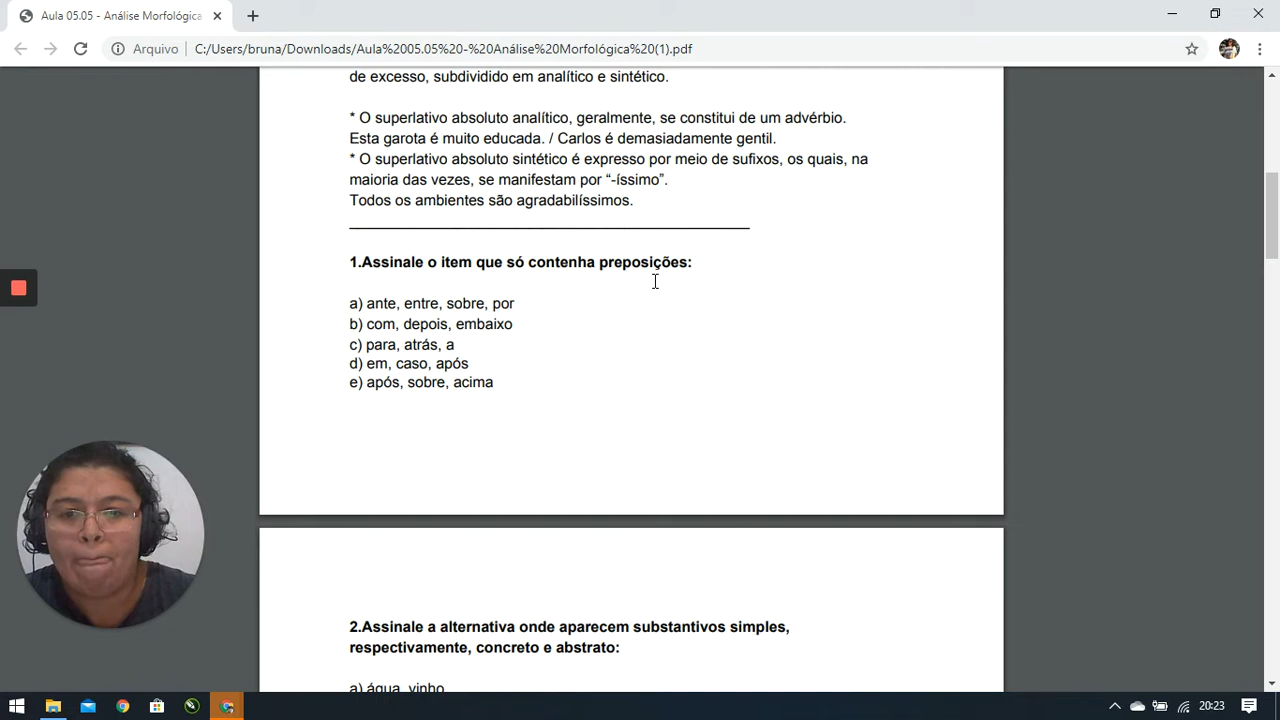 Aula 05.05 - Análise Morfológica
Arquivo
C:/Users/bruna/Downloads/Aula%2005.05%20-%20Análise%20Morfológica%20(1).pdf
de excesso, subdividido em analítico e sintético.
* O superlativo absoluto analítico, geralmente, se constitui de um advérbio.
Esta garota é muito educada. / Carlos é demasiadamente gentil.
* O superlativo absoluto sintético é expresso por meio de sufixos, os quais, na
maioria das vezes, se manifestam por “-íssimo”.
Todos os ambientes são agradabilíssimos.
1.Assinale o item que só contenha preposições:
a) ante, entre, sobre, por
b) com, depois, embaixo
c) para, atrás, a
d) em, caso, após
e) após, sobre, acima
2.Assinale a alternativa onde aparecem substantivos simples,
respectivamente, concreto e abstrato:
a) água, vinho
20:23